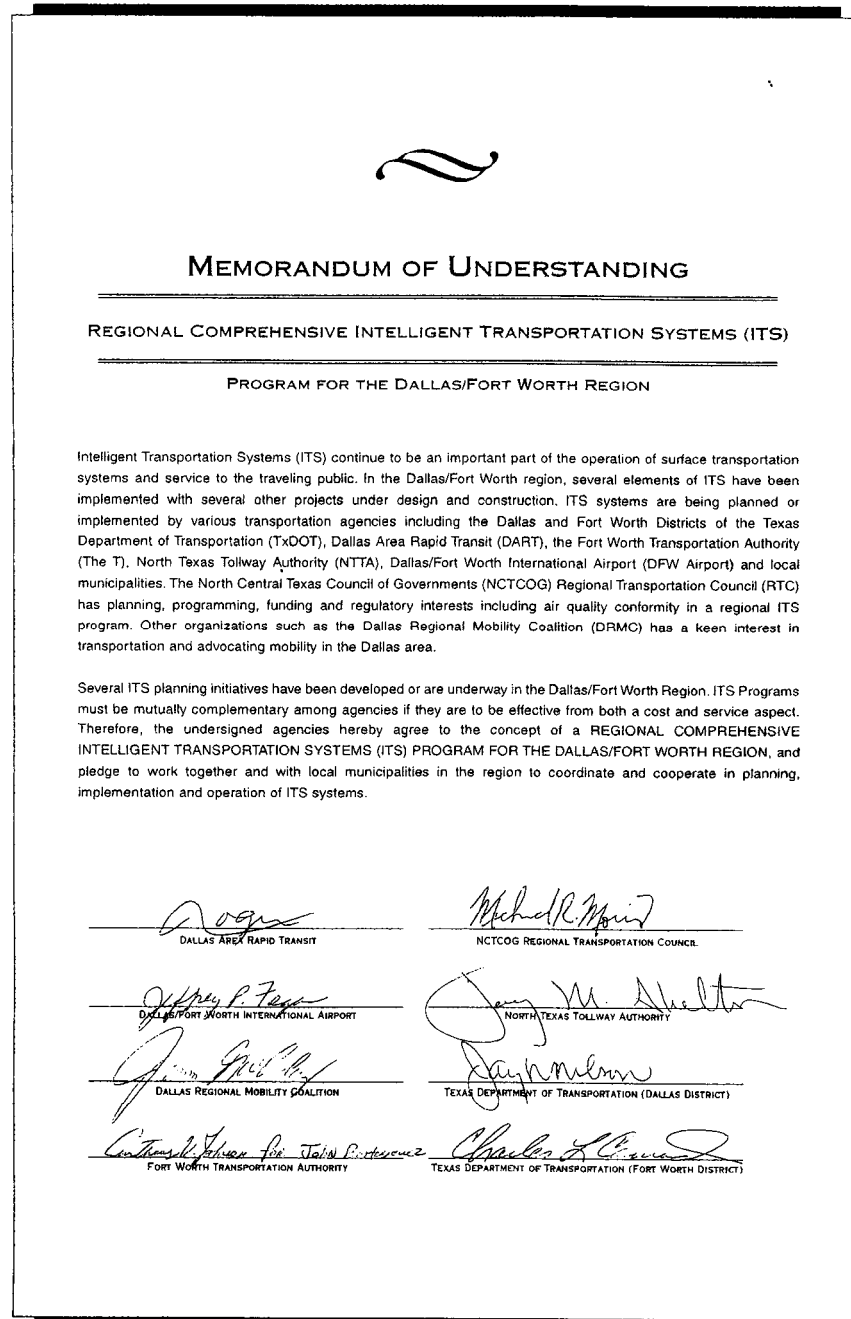 MEMORANDUM OF UNDERSTANDING
REGIONAL COMPREHENSIVE INTELLIGENT TRANSPORTATION SYSTEMS (ITS)
PROGRAM FOR THE DALLAS/FORT WORTH REGION
Intelligent Transportation Systems (ITS) continue to be an important part of the operation of surface transportation
systems and service to the traveling public. In the Dallas/Fort Worth region, several elements of ITS have been
implemented with several other projects under design and construction. ITS systems are being planned or
implemented by various transportation agencies including the Dallas and Fort Worth Districts of the Texas
Department of Transportation (TxDOT), Dallas Area Rapid Transit (DART), the Fort Worth Transportation Authority
(The T), North Texas Tollway Authority (NTTA), Dallas/Fort Worth International Airport (DFW Airport) and local
municipalities. The North Central Texas Council of Governments (NCTCOG) Regional Transportation Council (RTC)
has planning, programming, funding and regulatory interests including air quality conformity in a regional ITS
program. Other organizations such as the Dallas Regional Mobility Coalition (DRMC) has a keen interest in
transportation and advocating mobility in the Dallas area.
Several ITS planning initiatives have been developed or are underway in the Dallas/Fort Worth Region. ITS Programs
must be mutually complementary among agencies if they are to be effective from both a cost and service aspect.
Therefore, the undersigned agencies hereby agree to the concept of a REGIONAL COMPREHENSIVE
INTELLIGENT TRANSPORTATION SYSTEMS (ITS) PROGRAM FOR THE DALLAS/FORT WORTH REGION, and
pledge to work together and with local municipalities in the region to coordinate and cooperate in planning,
implementation and operation of ITS systems.
Michael R. Morris
DALLAS AREA RAPID TRANSIT
NCTCOG REGIONAL TRANSPORTATION COUNCIL
Jeffrey P. Fegan
Jerry M. Shelton
DALLAS/FORT WORTH INTERNATIONAL AIRPORT
NORTH TEXAS TOLLWAY AUTHORITY
Jay Nelson
DALLAS REGIONAL MOBILITY COALITION
TEXAS DEPARTMENT OF TRANSPORTATION (DALLAS DISTRICT)
Johnson for John P.
Charles L
FORT WORTH TRANSPORTATION AUTHORITY
TEXAS DEPARTMENT OF TRANSPORTATION (FORT WORTH DISTRICT)